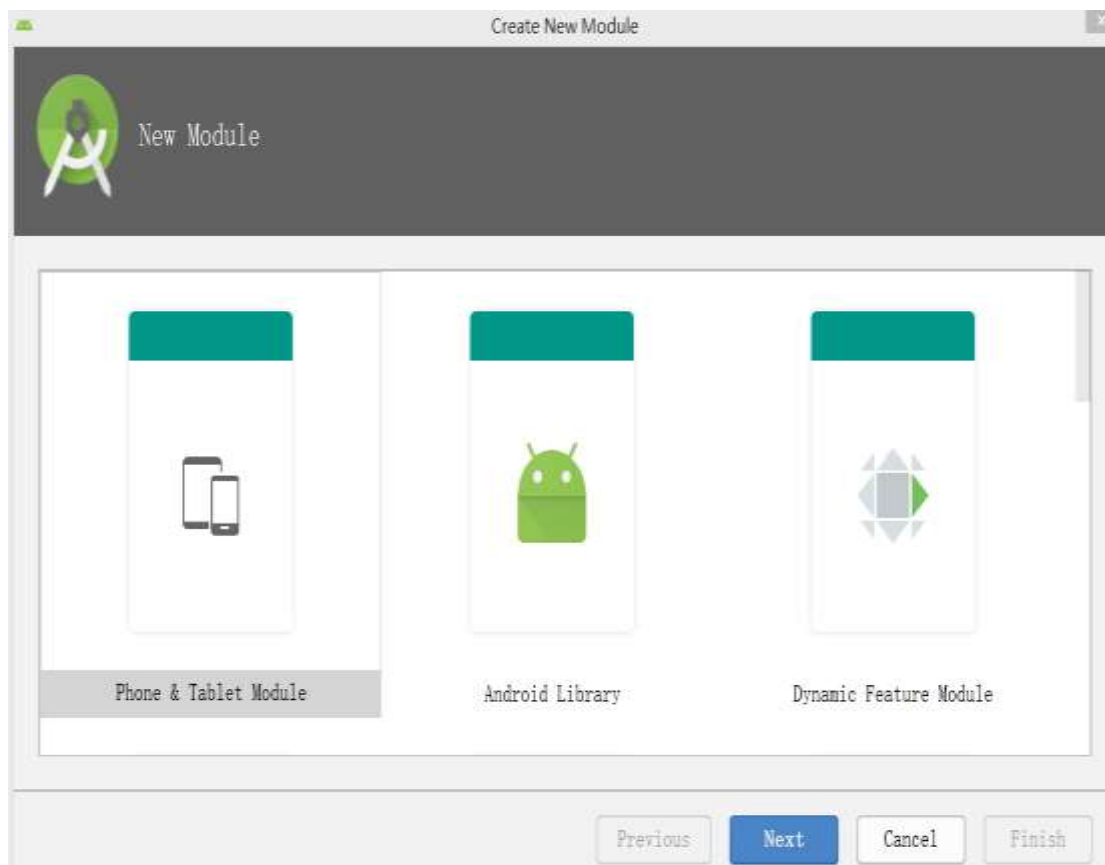 Create New Module
New Module
Phone & Tablet Module
Android Library
Dynamic Feature Module
Previous
Next
Cancel
Finish